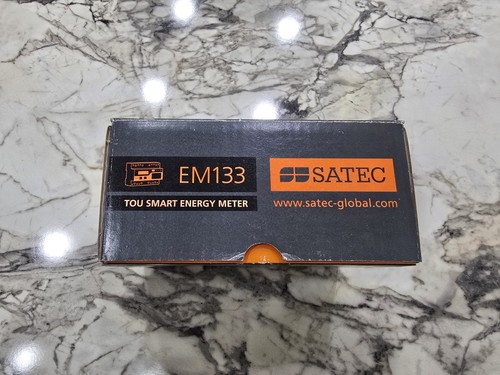 EM133
SATEC
TOU SMART ENERGY METER
www.satec-global.com